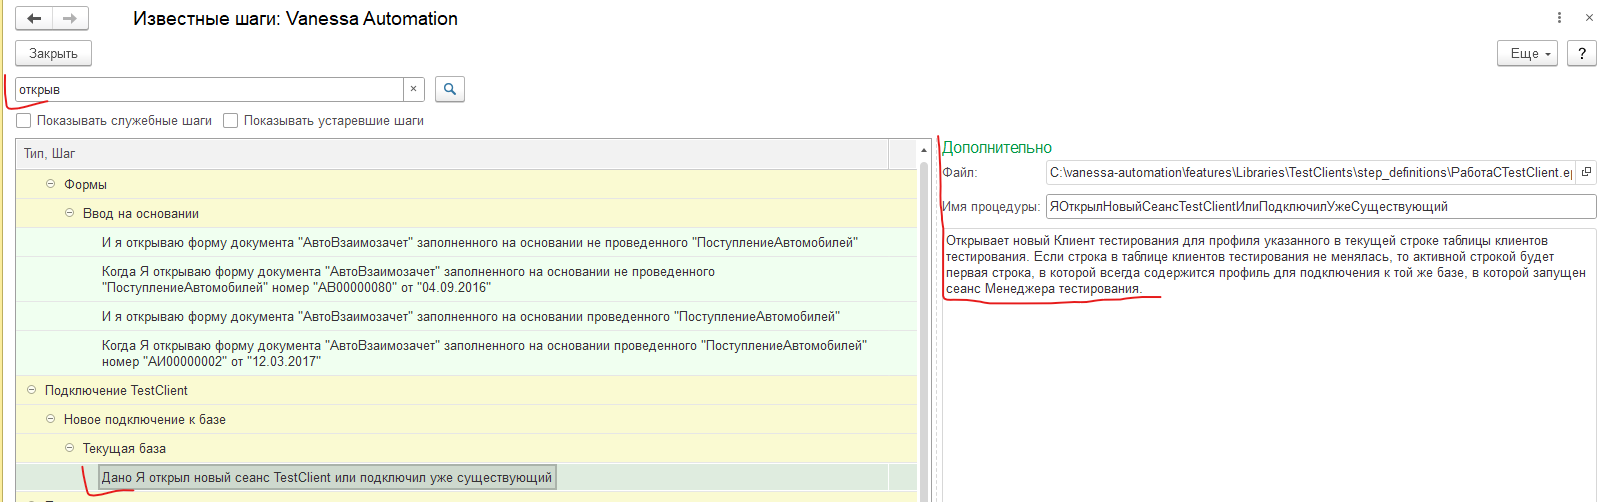 Известные шаги: Vanessa Automation
Закрыть
Еще
?
открыв
Показывать служебные шаги
Показывать устаревшие шаги
Тип, Шаг
Формы
Ввод на основании
И я открываю форму документа "АвтоВзаимозачет" заполненного на основании не проведенного "ПоступлениеАвтомобилей"
Когда Я открываю форму документа "АвтоВзаимозачет" заполненного на основании не проведенного
"ПоступлениеАвтомобилей" номер "АВ00000080" от "04.09.2016"
И я открываю форму документа "АвтоВзаимозачет" заполненного на основании проведенного "ПоступлениеАвтомобилей"
Когда Я открываю форму документа "АвтоВзаимозачет" заполненного на основании проведенного "ПоступлениеАвтомобилей"
номер "АИ00000002" от "12.03.2017"
Подключение TestClient
Новое подключение к базе
Текущая база
Дано Я открыл новый сеанс TestClient или подключил уже существующий
Дополнительно
Файл:
C:\vanessa-automation\features\Libraries\TestClients\step_definitions\РаботаСTestClient.e
Имя процедуры:
ЯОткрылНовыйСеансTestClientИлиПодключилУжеСуществующий
Открывает новый Клиент тестирования для профиля указанного в текущей строке таблицы клиентов
тестирования. Если строка в таблице клиентов тестирования не менялась, то активной строкой будет
первая строка, в которой всегда содержится профиль для подключения к той же базе, в которой запущен
сеанс Менеджера тестирования.